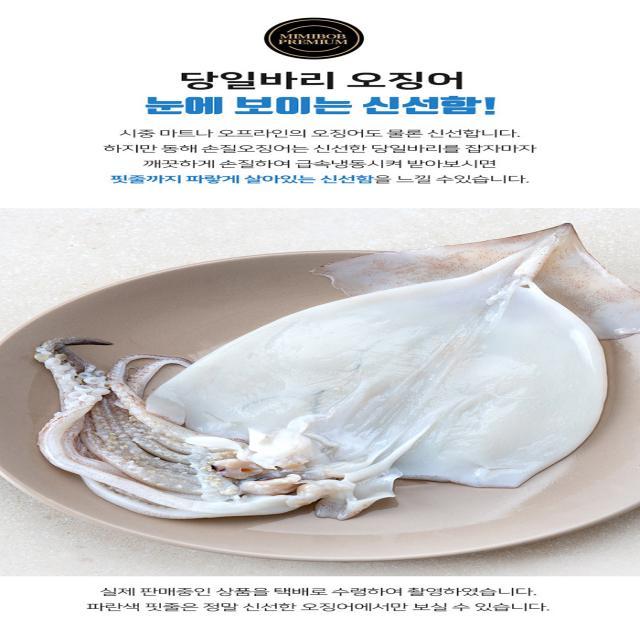 MIMIBOB
PREMIUM
당일바리 오징어
눈에 보이는 신선함!
시중 마트나 오프라인의 오징어도 물론 신선합니다.
하지만 통해 손질오징어는 신선한 당일바리를 잡자마자
깨끗하게 손질하여 급속냉동시켜 받아보시면
핏줄까지 파랗게 살아있는 신선함을 느낄 수있습니다.
실제 판매중인 상품을 택배로 수령하여 촬영하였습니다.
파란색 핏줄은 정말 신선한 오징어에서만 보실 수 있습니다.